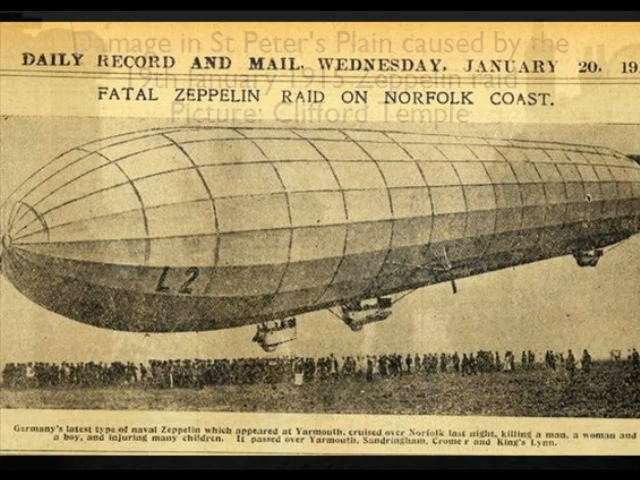 Damage in St Peter's Plain caused by the
DAILY RECORD AND MAIL, WEDNESDAY, JANUARY 20, 19
19th January 1915 Zeppelin raid
FATAL ZEPPELIN RAID ON NORFOLK COAST.
Picture: Clifford Temple
L 2
Germany's latest type of naval Zeppelin which appeared at Yarmouth, cruised over Norfolk last night, killing a man, a woman and
a boy, and injuring many children. It passed over Yarmouth, Sandringham, Cromer and King's Lynn.